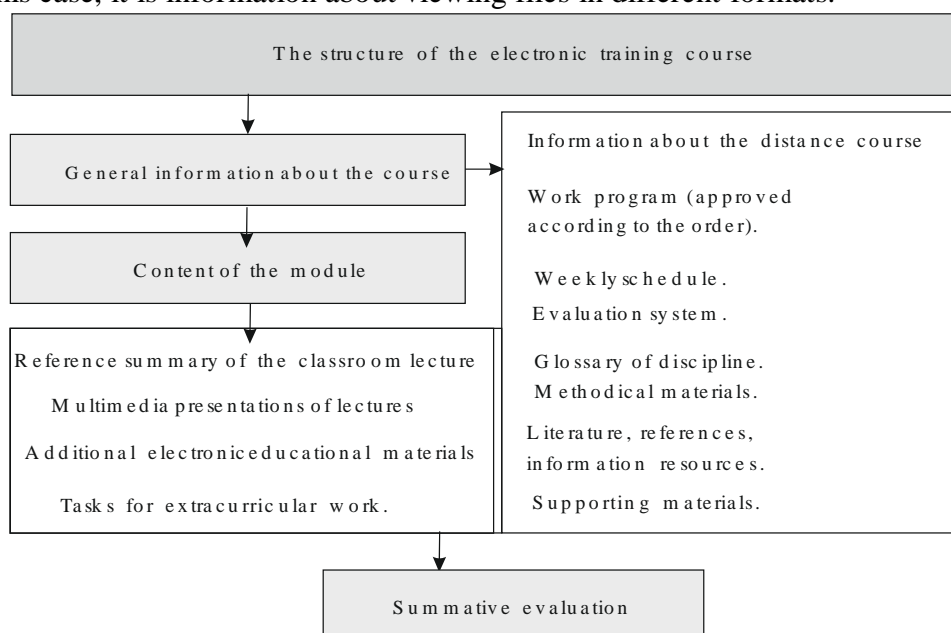 his case, it is information about viewing files in different formats.
The structure of the electronic training course
General information about the course
Content of the module
Reference summary of the classroom lecture
Multimedia presentations of lectures
Additional electronic educational materials
Tasks for extracurricular work.
Information about the distance course
Work program (approved
according to the order).
Weekly schedule.
Evaluation system.
Glossary of discipline.
Methodical materials.
Literature, references,
information resources.
Supporting materials.
Summative evaluation